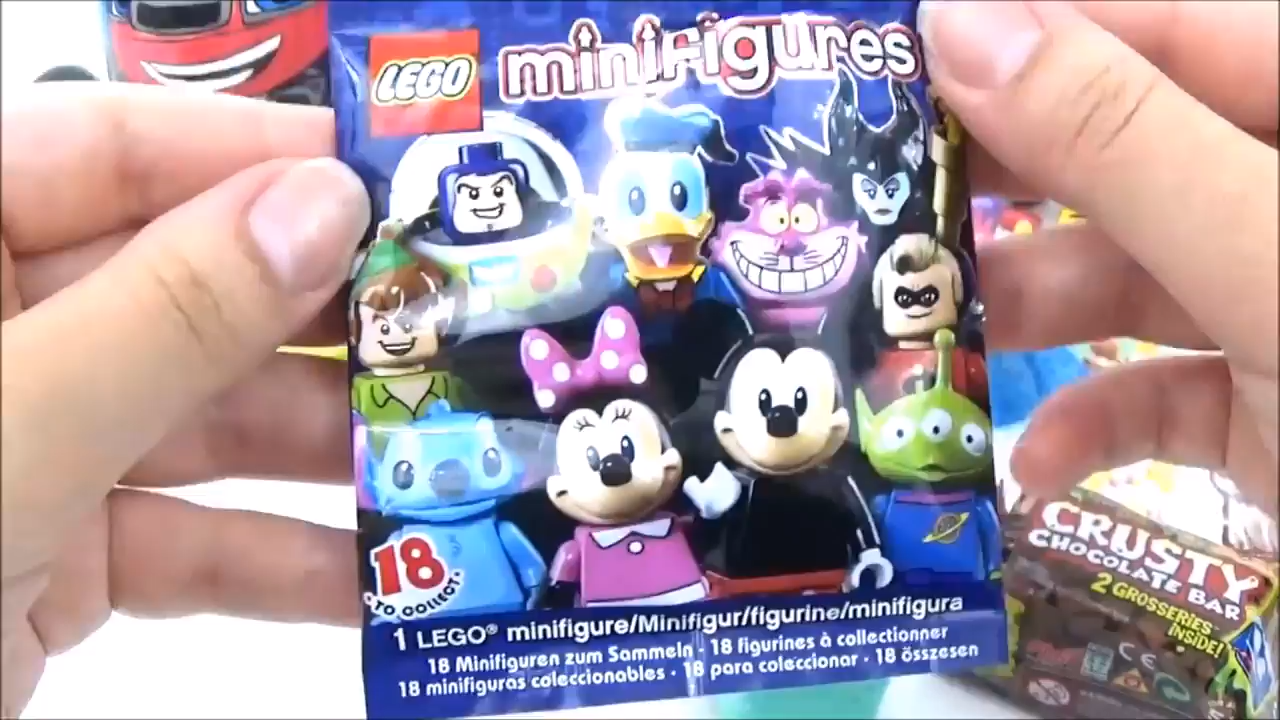 LEGO
minifigures
18
TO COLLECT.
1 LEGO® minifigure/Minifigur/figurine/minifigura
18 Minifiguren zum Sammeln - 18 figurines à collectionner
18 minifiguras coleccionables · 18 para coleccionar · 18 összesen
CRUSTY
CHOCOLATE BAR
2 GROSSERIES
INSIDE!
CE